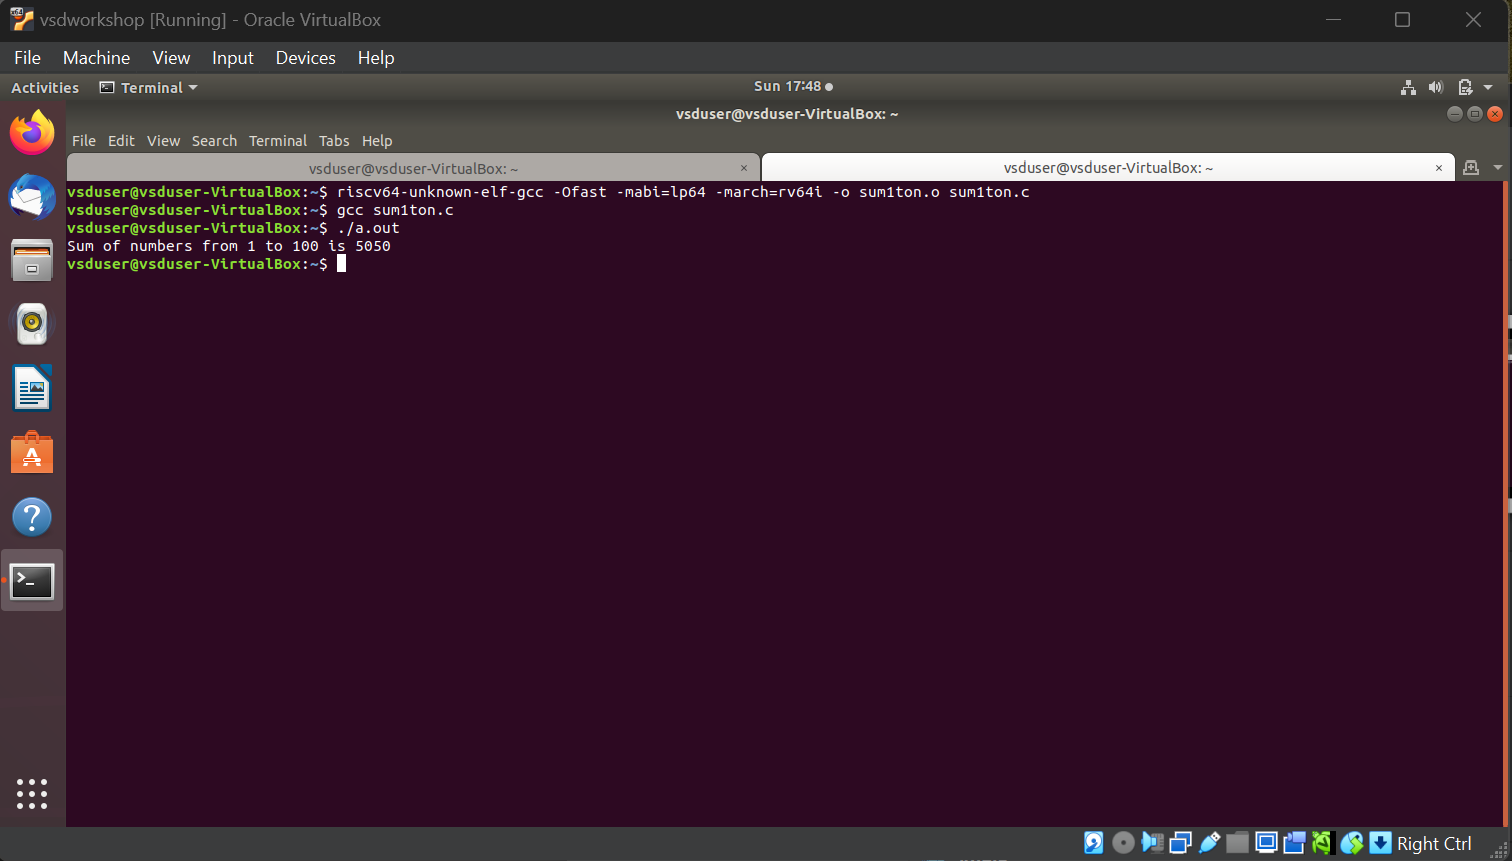 vsdworkshop [Running] - Oracle VirtualBox
File Machine View Input Devices Help
Activities Terminal Sun 17:48
vsduser@vsduser-VirtualBox: ~
File Edit View Search Terminal Tabs Help
vsduser@vsduser-VirtualBox: ~ × vsduser@vsduser-VirtualBox: ~ ×
vsduser@vsduser-VirtualBox:~$ riscv64-unknown-elf-gcc -Ofast -mabi=lp64 -march=rv64i -o sum1ton.o sum1ton.c
vsduser@vsduser-VirtualBox:~$ gcc sum1ton.c
vsduser@vsduser-VirtualBox:~$ ./a.out
Sum of numbers from 1 to 100 is 5050
vsduser@vsduser-VirtualBox:~$
Right Ctrl